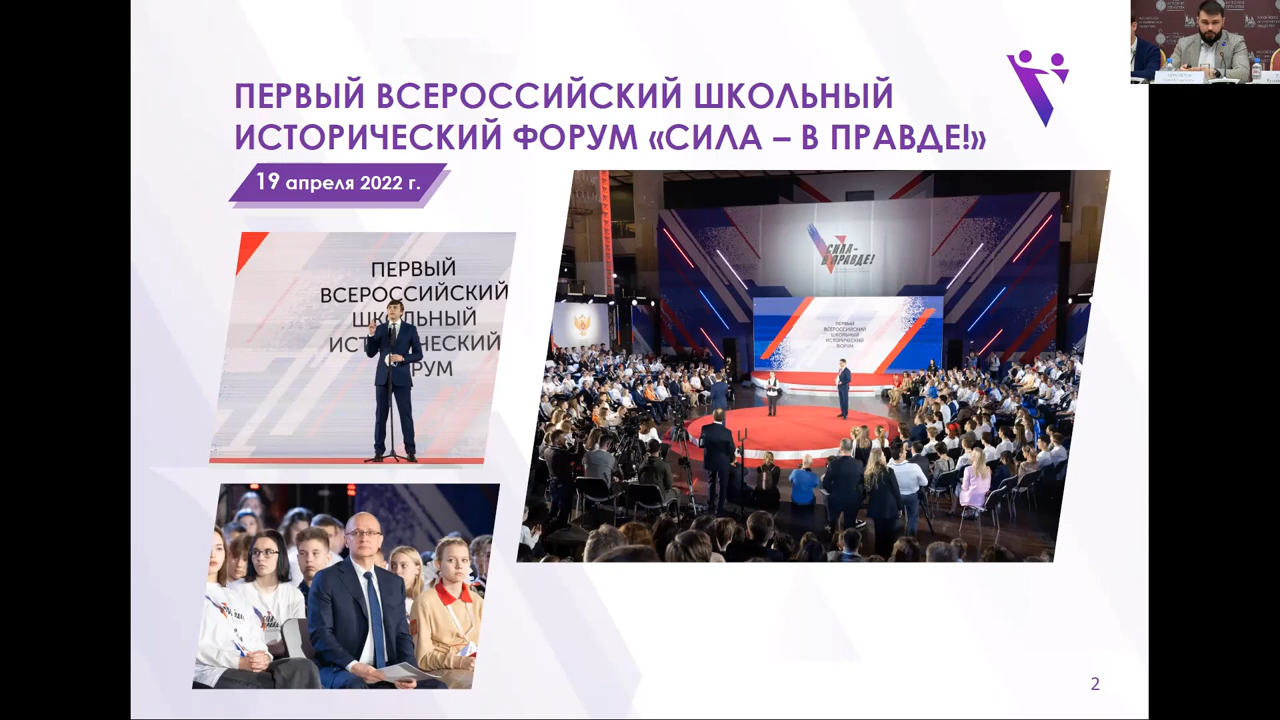 ПЕРВЫЙ ВСЕРОССИЙСКИЙ ШКОЛЬНЫЙ
ИСТОРИЧЕСКИЙ ФОРУМ «СИЛА – В ПРАВДЕ!»
19 апреля 2022 г.
ПЕРВЫЙ
ВСЕРОССИЙСКИЙ
ШКОЛЬНЫЙ
ИСТОРИЧЕСКИЙ
ФОРУМ
СИЛА –
В ПРАВДЕ!
ПЕРВЫЙ
ВСЕРОССИЙСКИЙ
ШКОЛЬНЫЙ
ИСТОРИЧЕСКИЙ
ФОРУМ
2